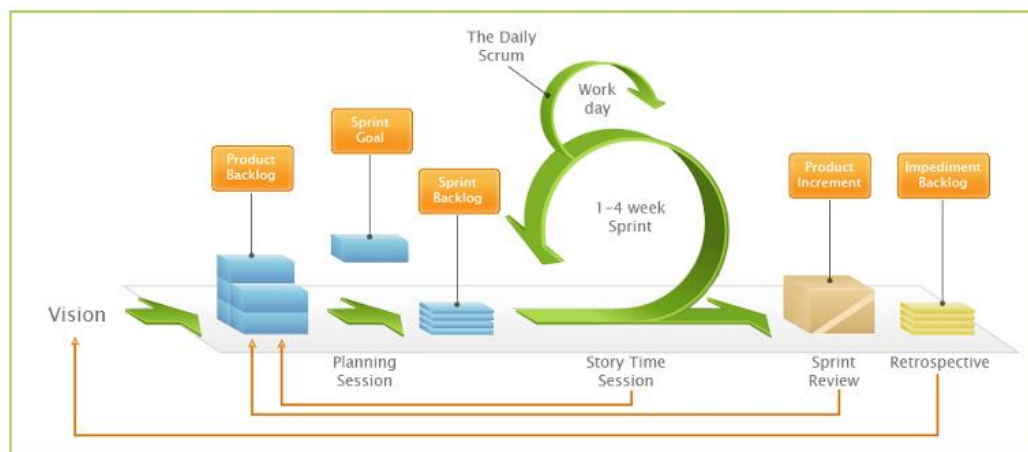 The Daily
Scrum
Work
day
Sprint
Goal
Product
Backlog
Sprint
Backlog
Product
Increment
Impediment
Backlog
1-4 week
Sprint
Vision
Planning
Session
Story Time
Session
Sprint
Review
Retrospective